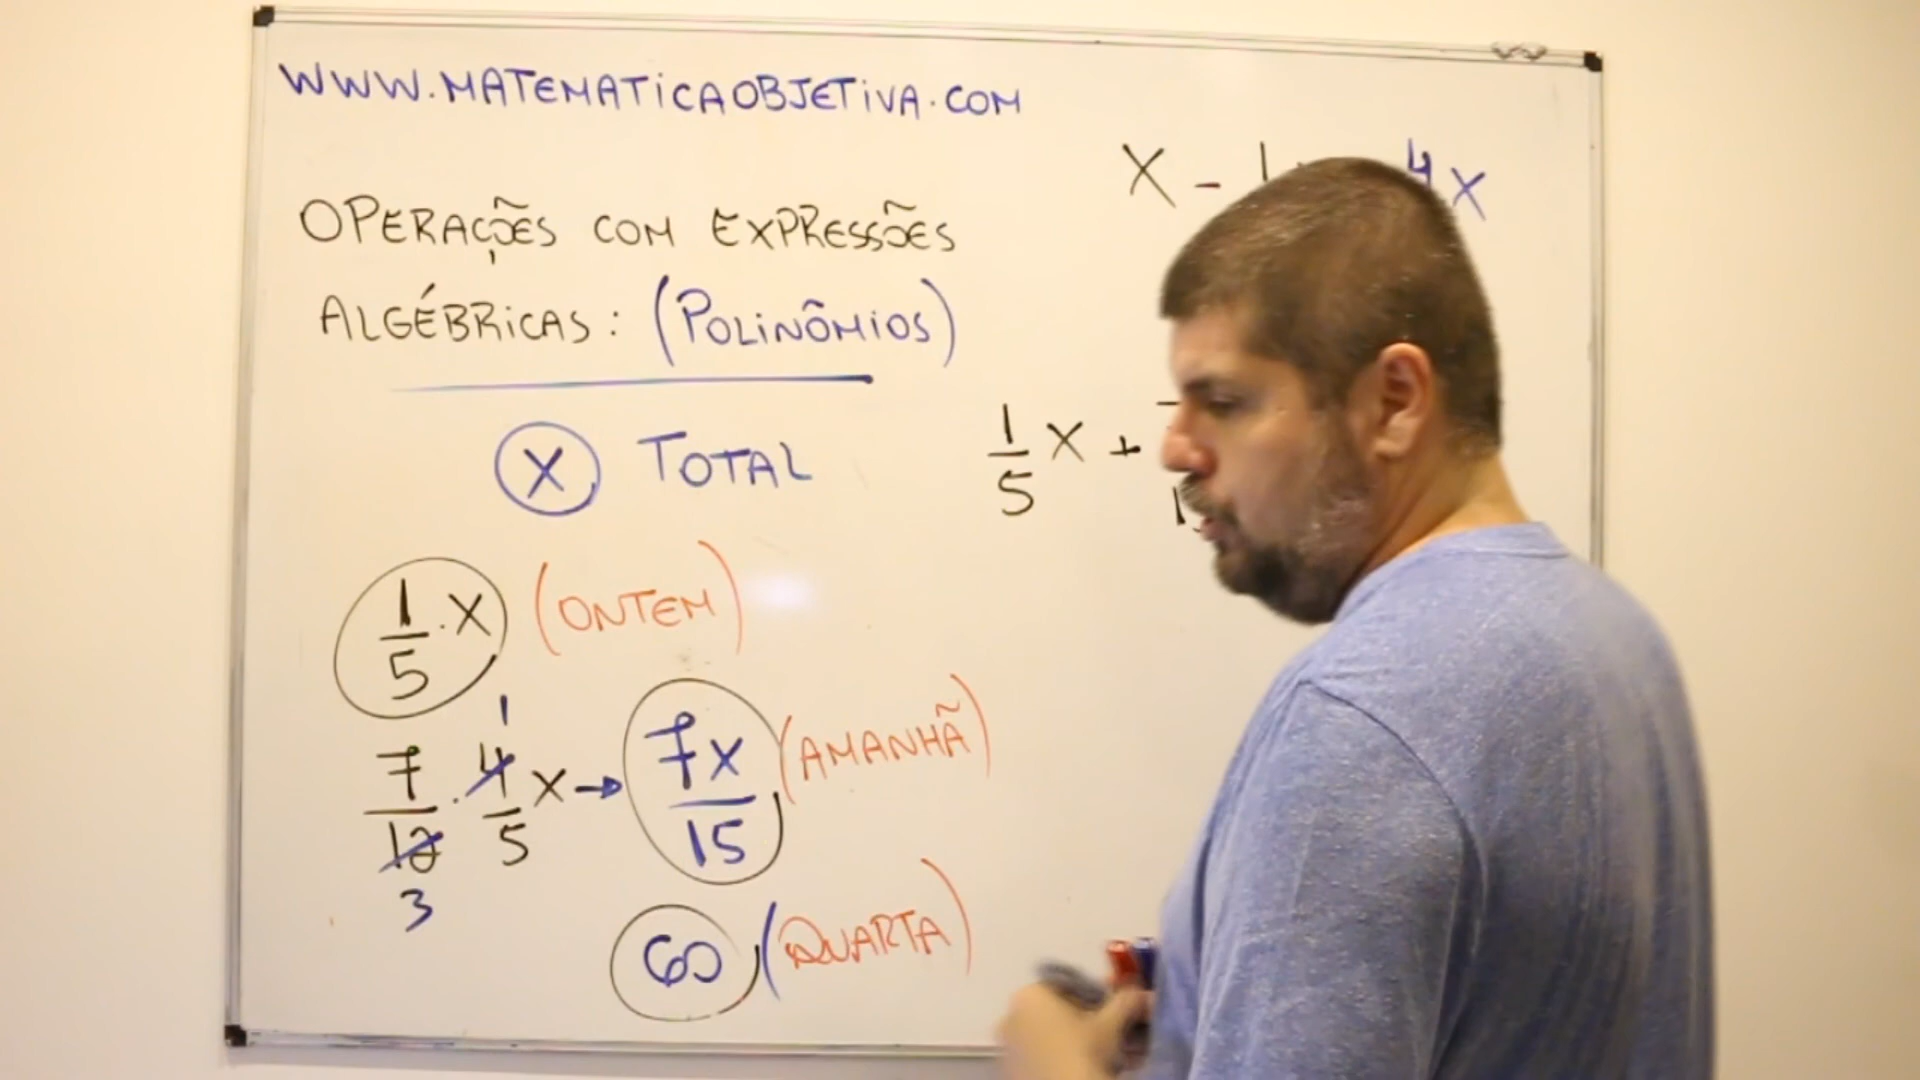 WWW.MATEMATICAOBJETIVA.COM
OPERAÇÕES COM EXPRESSÕES
ALGÉBRICAS: (POLINÔMIOS)
X TOTAL
1/5 . X (ONTEM)
7/12 . 4/5 X → 7X/15 (AMANHÃ)
1
3
60 (QUARTA)
X - 1
4X
1/5 X +